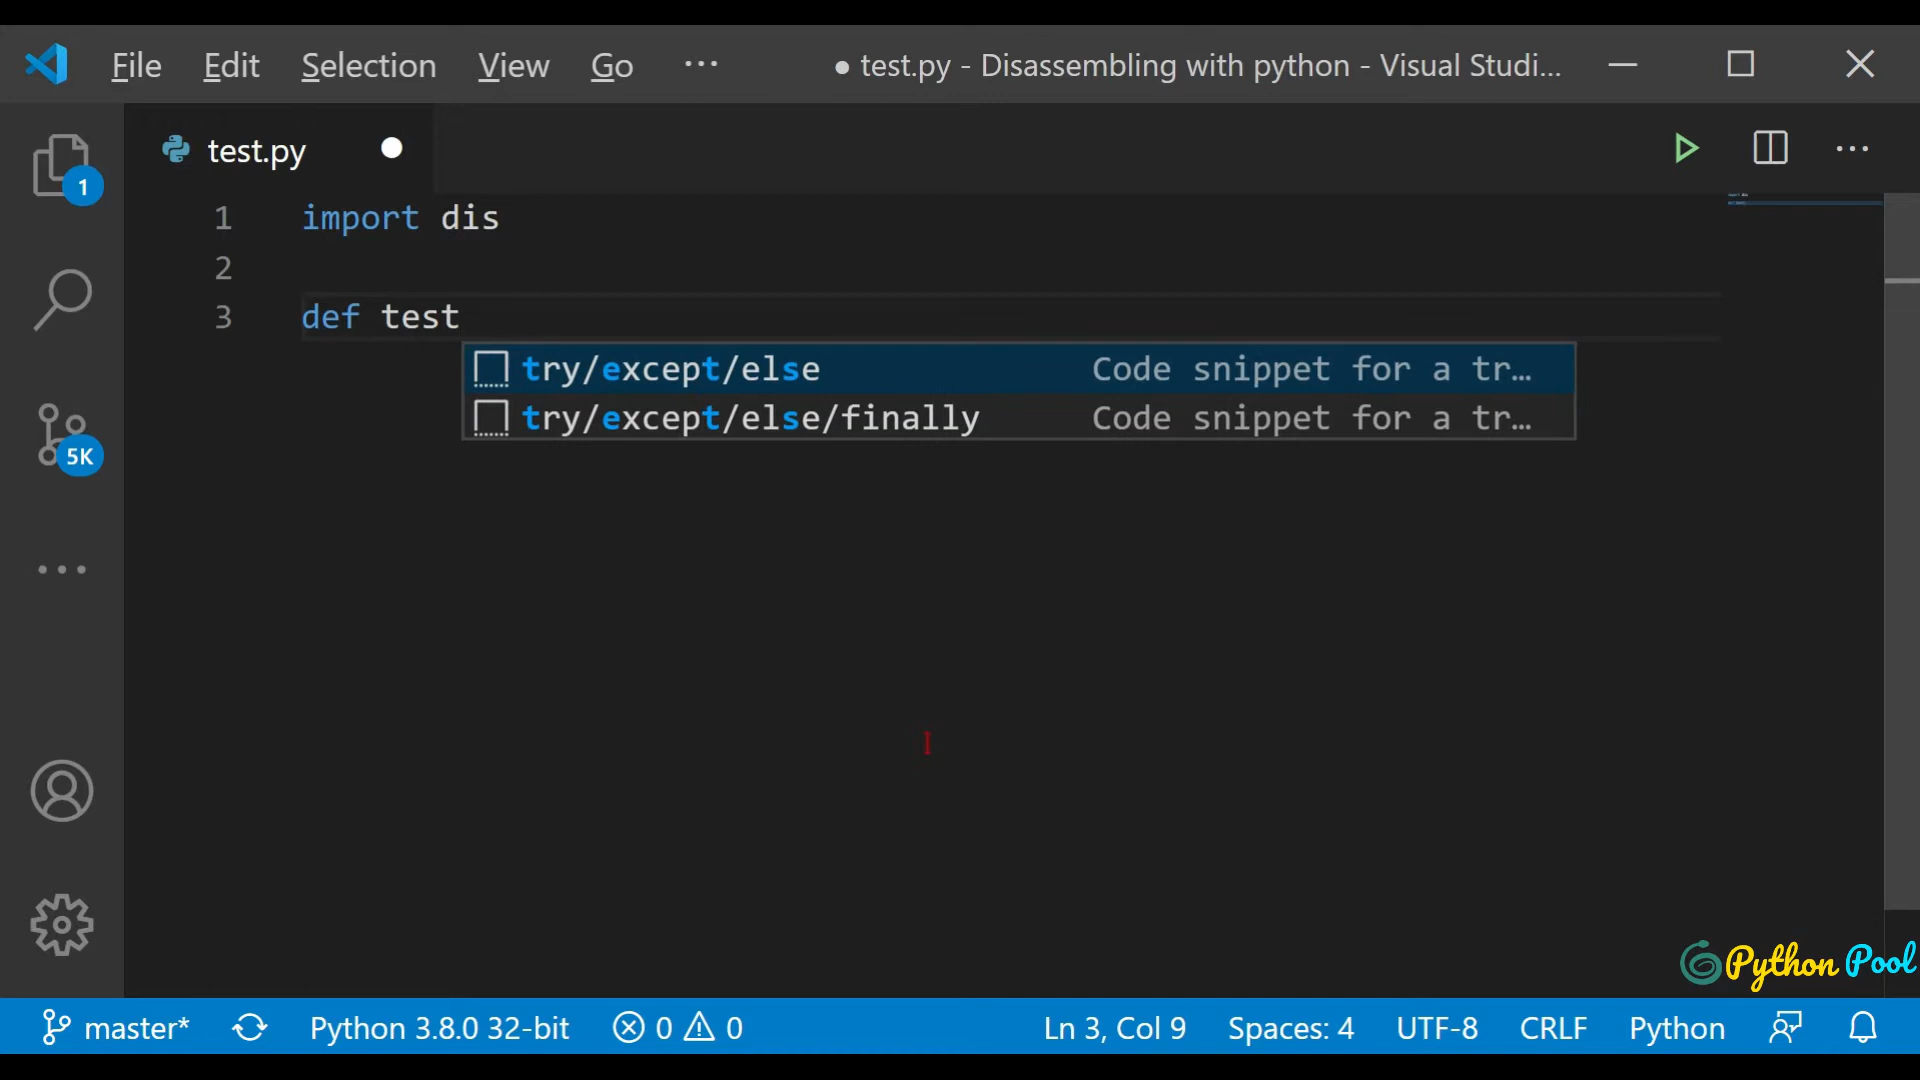 File Edit Selection View Go ··· ● test.py - Disassembling with python - Visual Studi...
test.py
1
1 import dis
2
3 def test
try/except/else Code snippet for a tr...
try/except/else/finally Code snippet for a tr...
5K
Python Pool
master* Python 3.8.0 32-bit 0 0 Ln 3, Col 9 Spaces: 4 UTF-8 CRLF Python